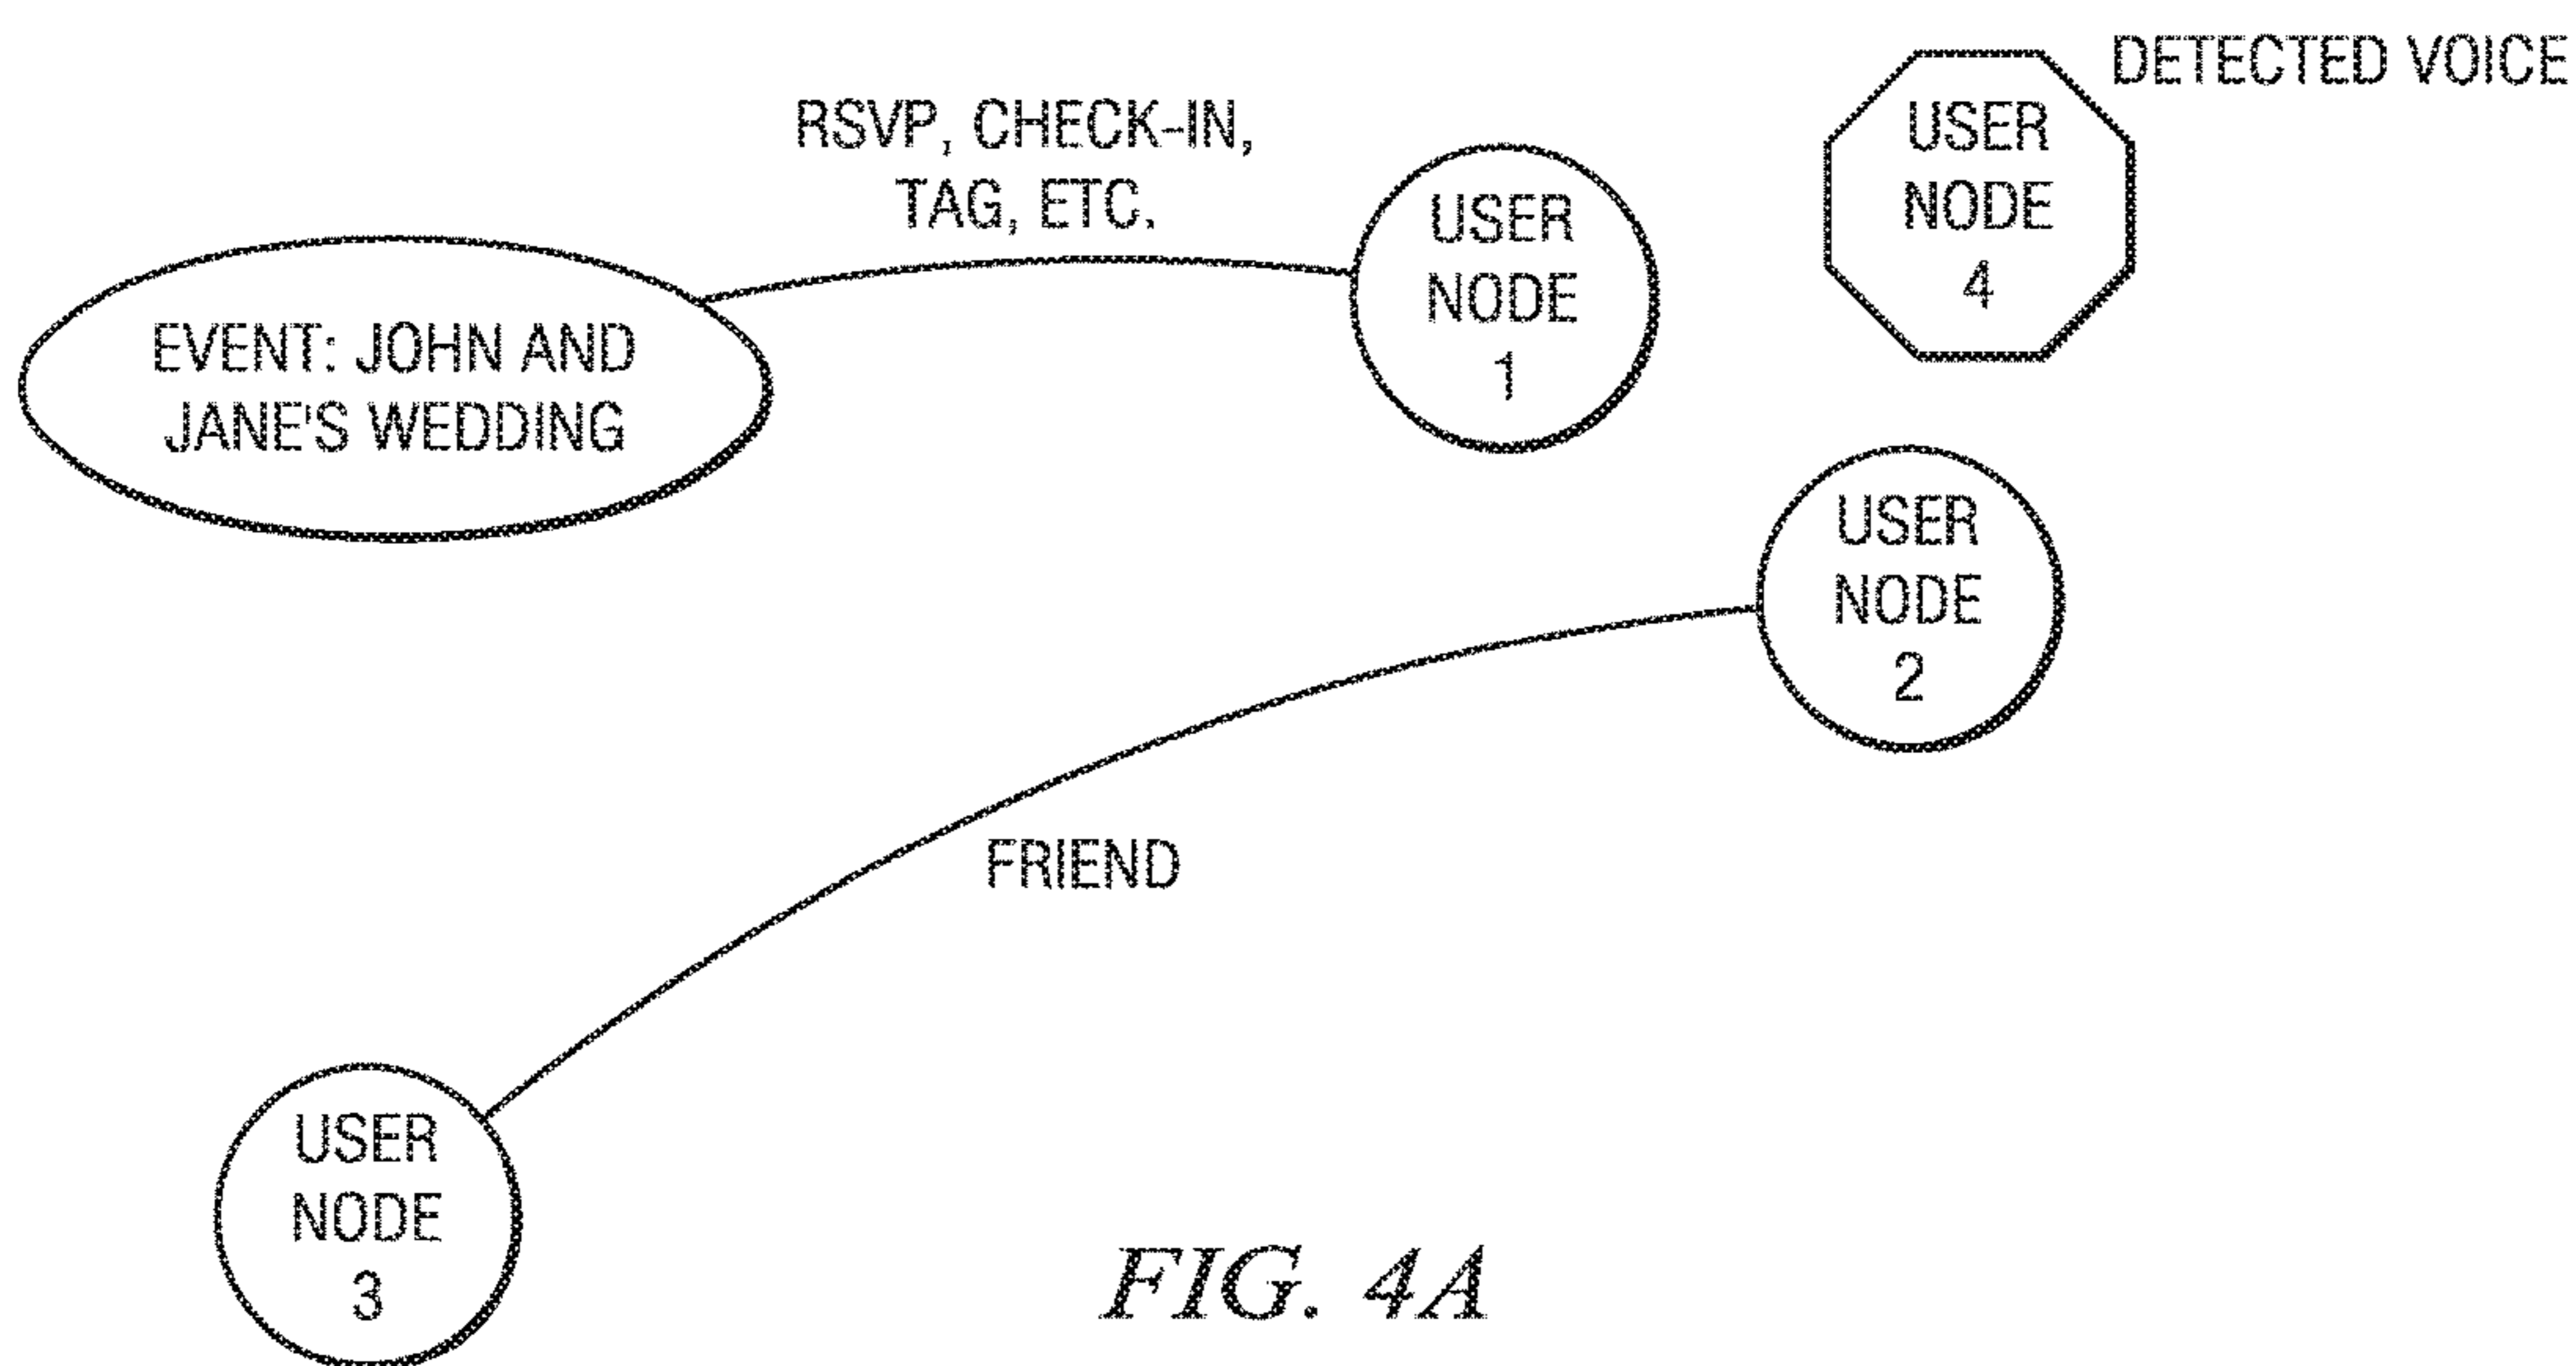 DETECTED VOICE
USER
NODE
4
RSVP, CHECK-IN,
TAG, ETC.
USER
NODE
1
EVENT: JOHN AND
JANE'S WEDDING
USER
NODE
2
FRIEND
USER
NODE
3
FIG. 4A